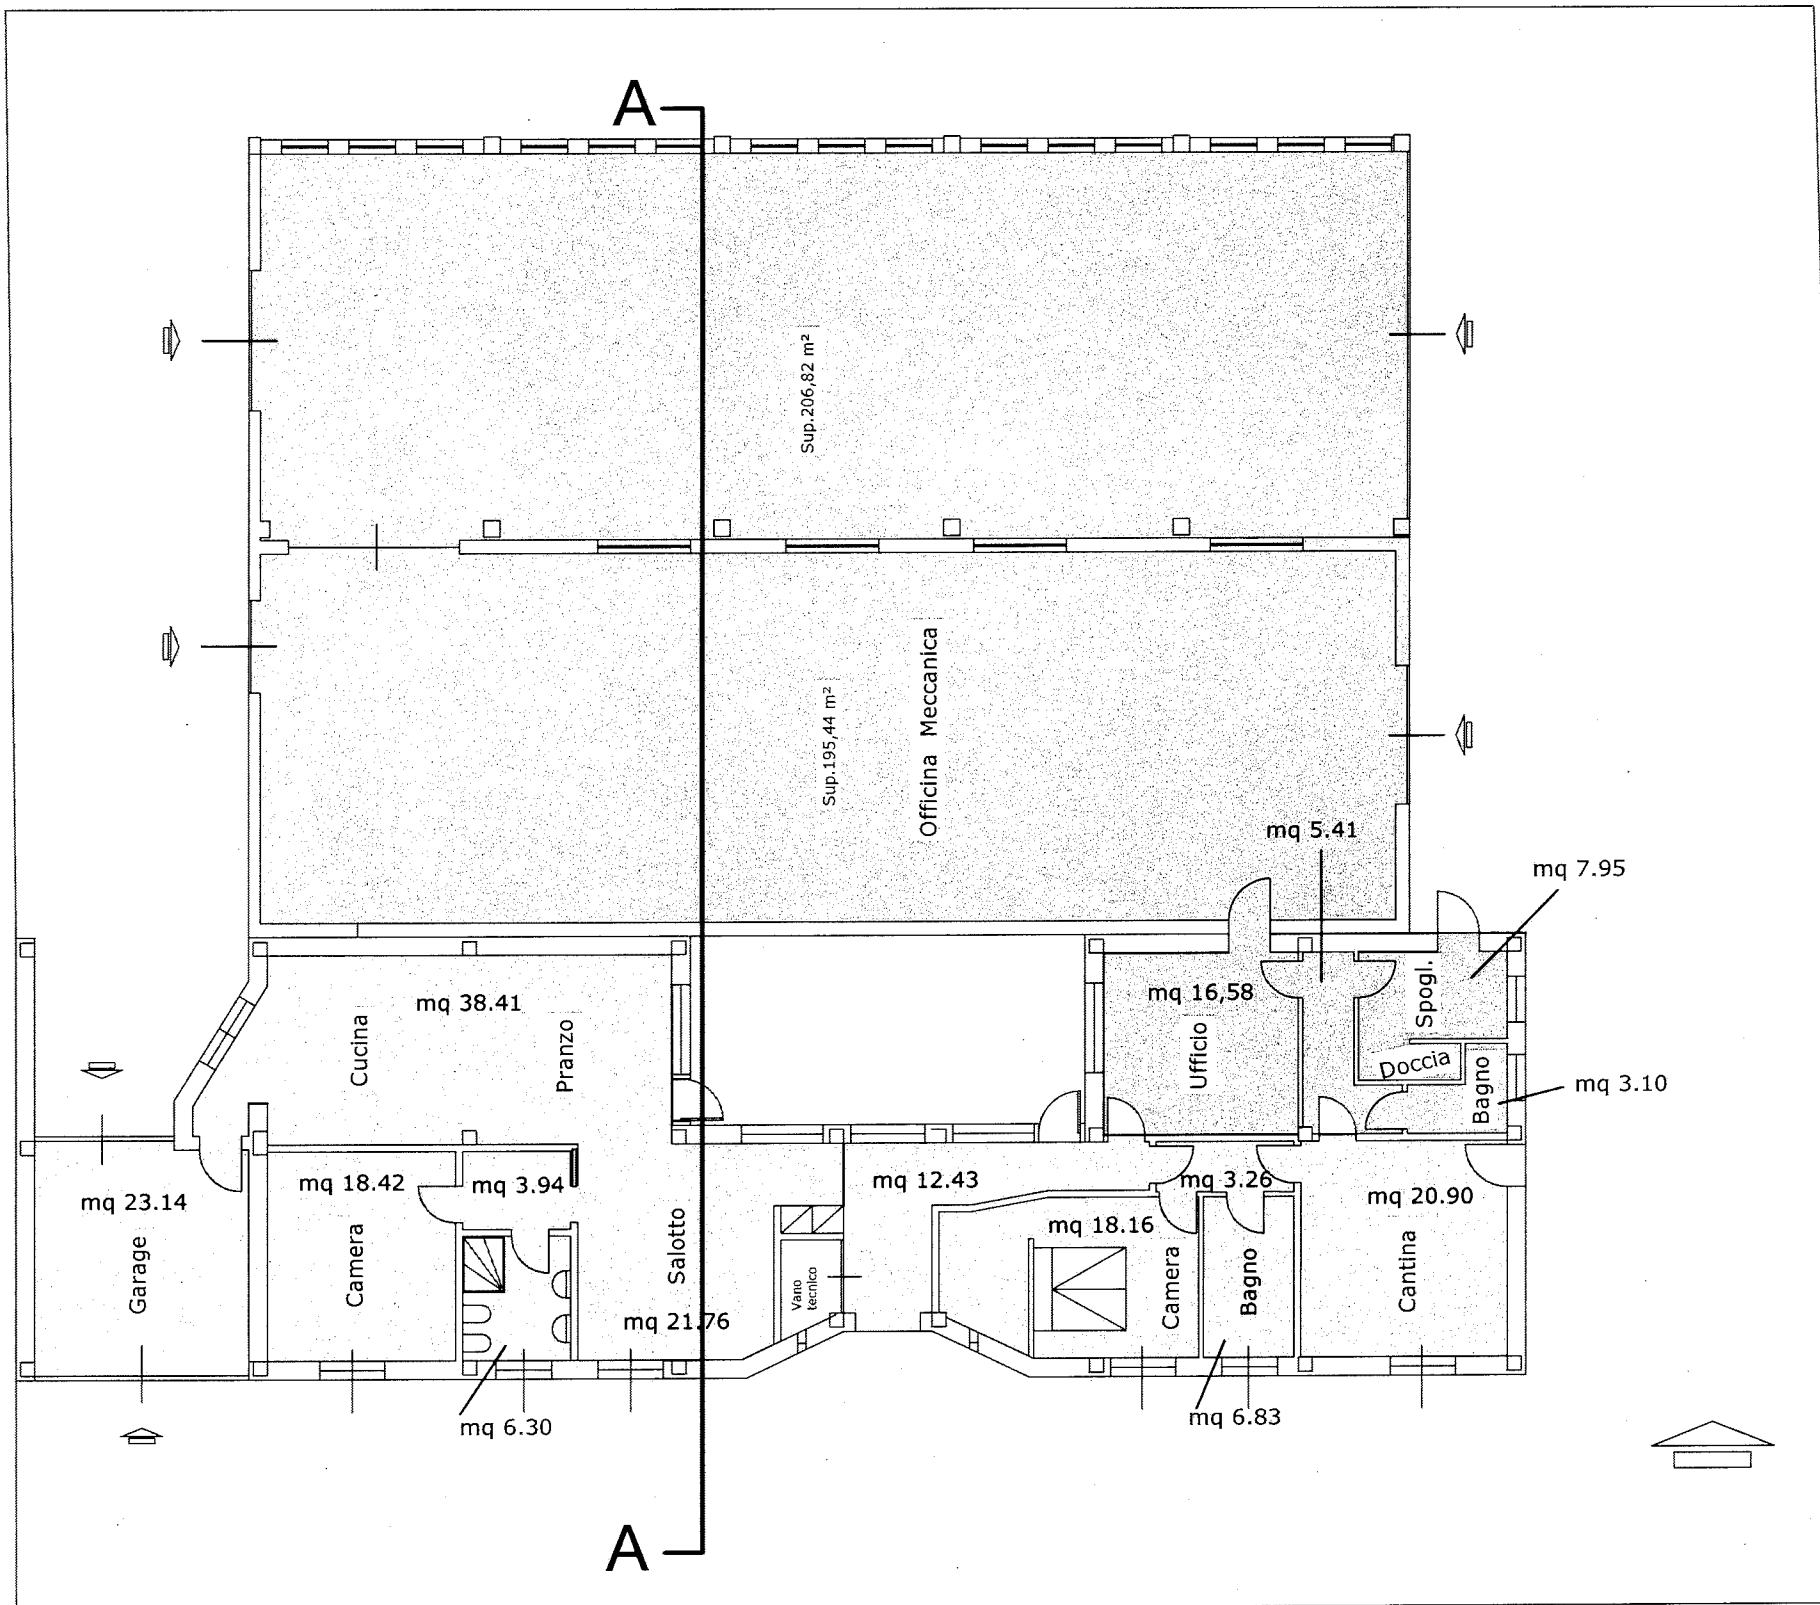 A
Sup.206,82 m²
Sup.195,44 m²
Officina Meccanica
mq 5.41
mq 7.95
mq 38.41
Cucina
Pranzo
mq 16,58
Ufficio
Spogl.
Doccia
Bagno
mq 3.10
mq 23.14
Garage
mq 18.42
Camera
mq 3.94
Salotto
mq 21.76
Vano
tecnico
mq 12.43
mq 3.26
mq 18.16
Camera
Bagno
mq 20.90
Cantina
mq 6.30
mq 6.83
A